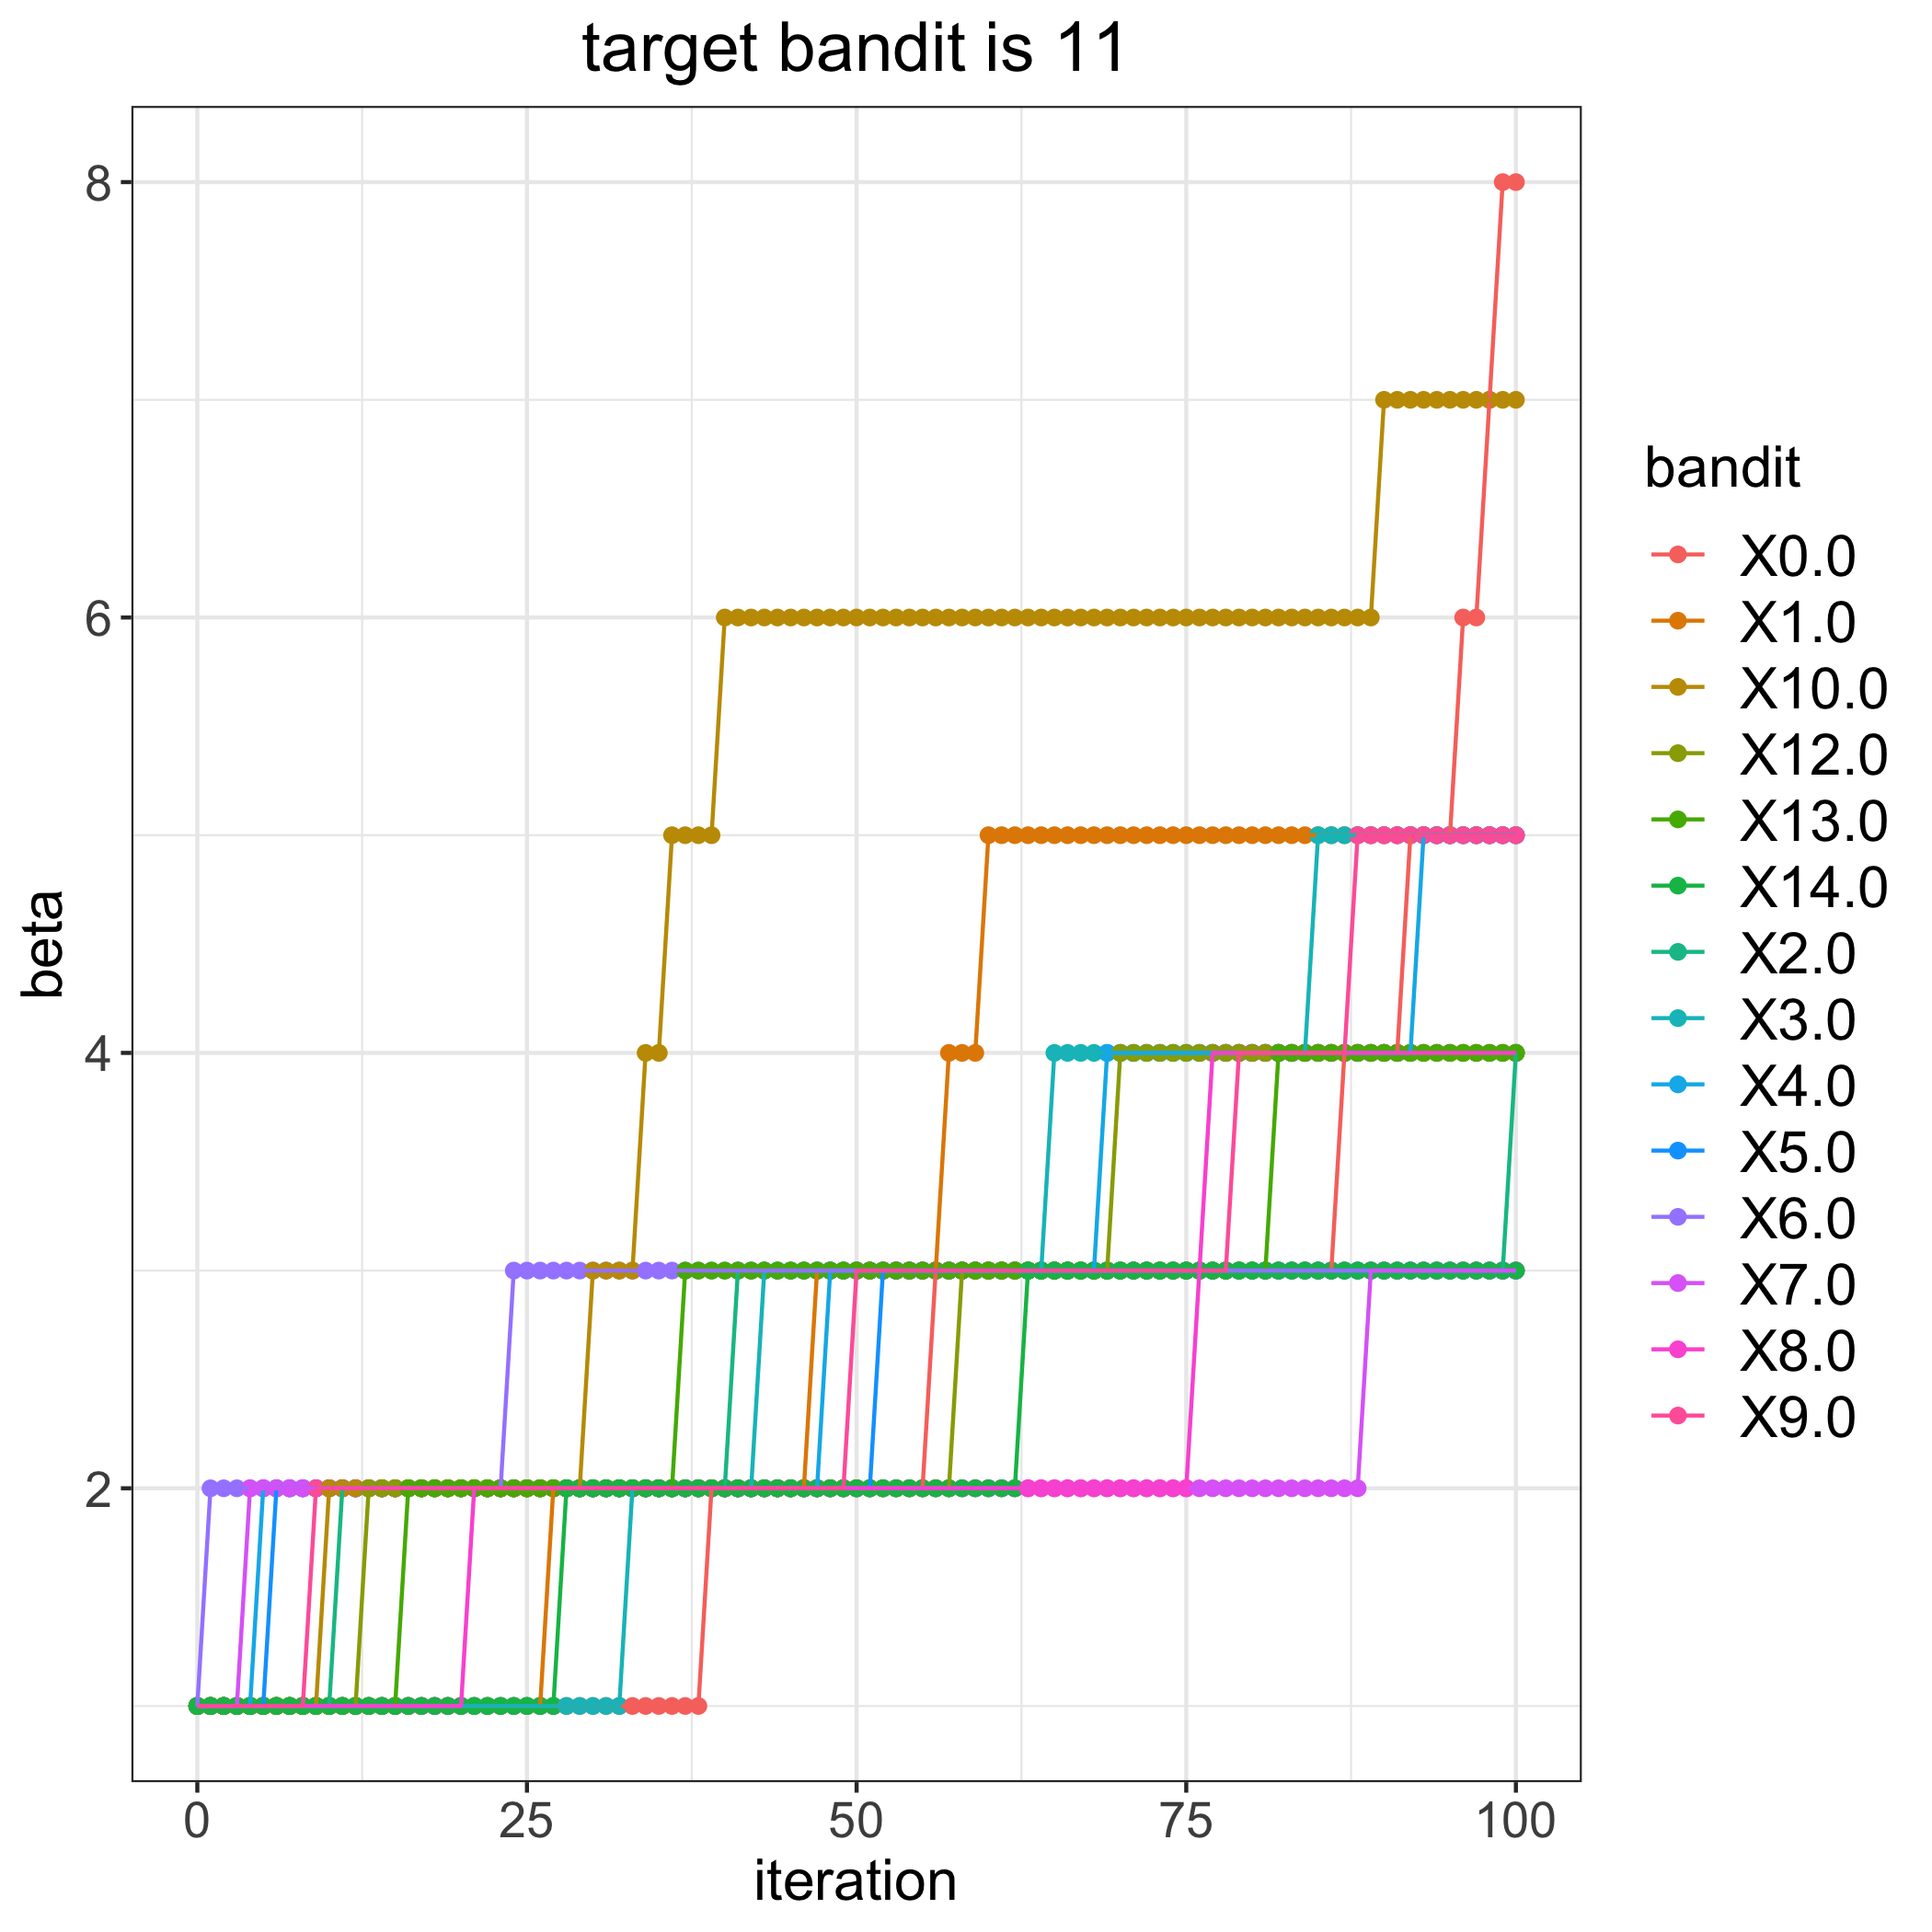 target bandit is 11
8
6
4
2
beta
0 25 50 75 100
iteration
bandit
X0.0
X1.0
X10.0
X12.0
X13.0
X14.0
X2.0
X3.0
X4.0
X5.0
X6.0
X7.0
X8.0
X9.0